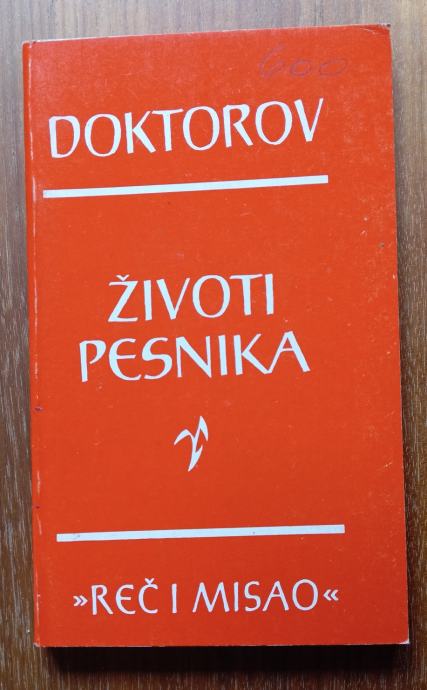 600
DOKTOROV
ŽIVOTI
PESNIKA
»REČ I MISAO«